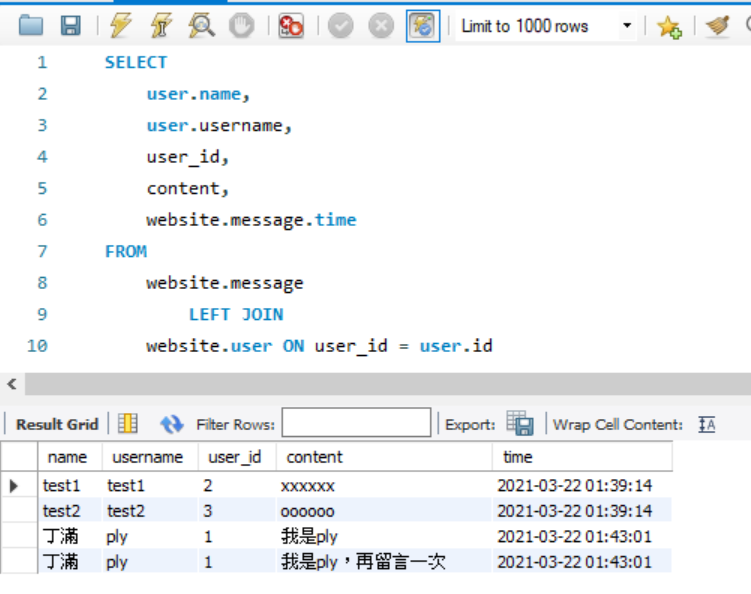 Limit to 1000 rows
1 SELECT
2 user.name,
3 user.username,
4 user_id,
5 content,
6 website.message.time
7 FROM
8 website.message
9 LEFT JOIN
10 website.user ON user_id = user.id
Result Grid Filter Rows: Export: Wrap Cell Content: IA
name username user_id content time
test1 test1 2 xxxxxx 2021-03-22 01:39:14
test2 test2 3 oooooo 2021-03-22 01:39:14
丁滿 ply 1 我是ply 2021-03-22 01:43:01
丁滿 ply 1 我是ply，再留言一次 2021-03-22 01:43:01